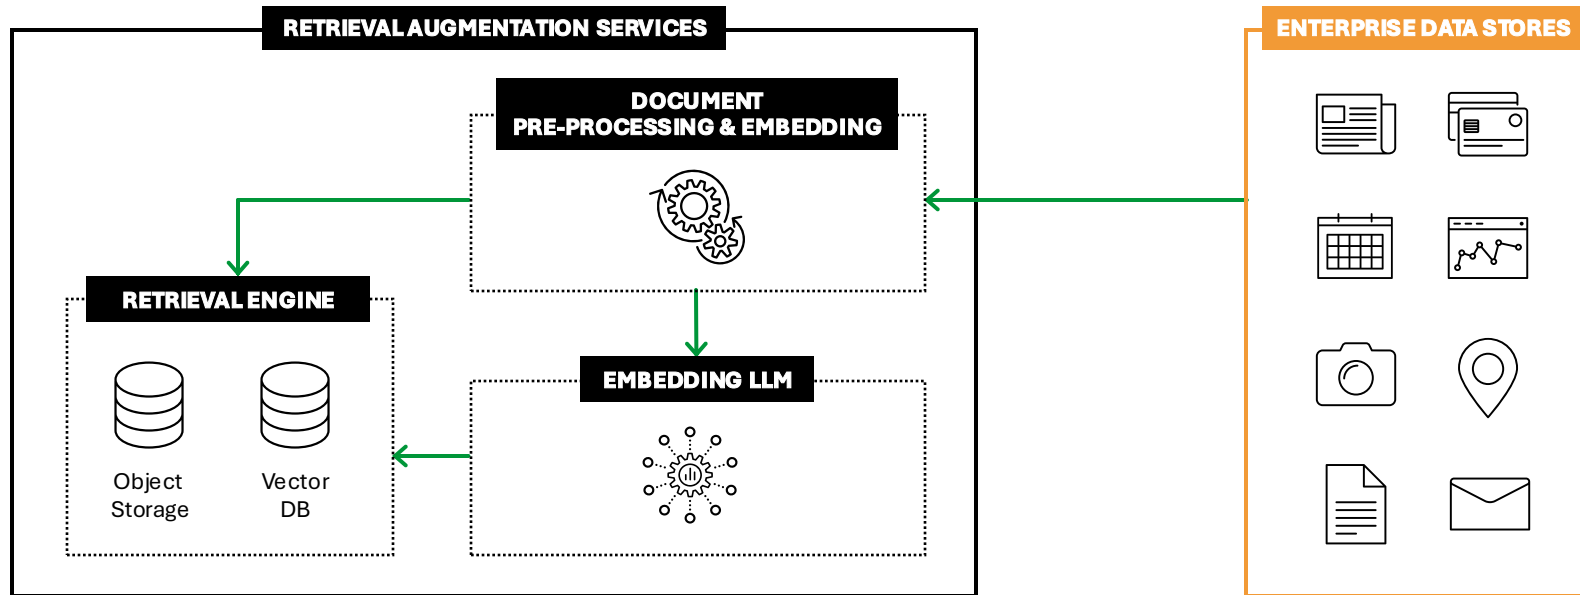 RETRIEVAL AUGMENTATION SERVICES
ENTERPRISE DATA STORES
DOCUMENT
PRE-PROCESSING & EMBEDDING
RETRIEVAL ENGINE
EMBEDDING LLM
Object
Storage
Vector
DB